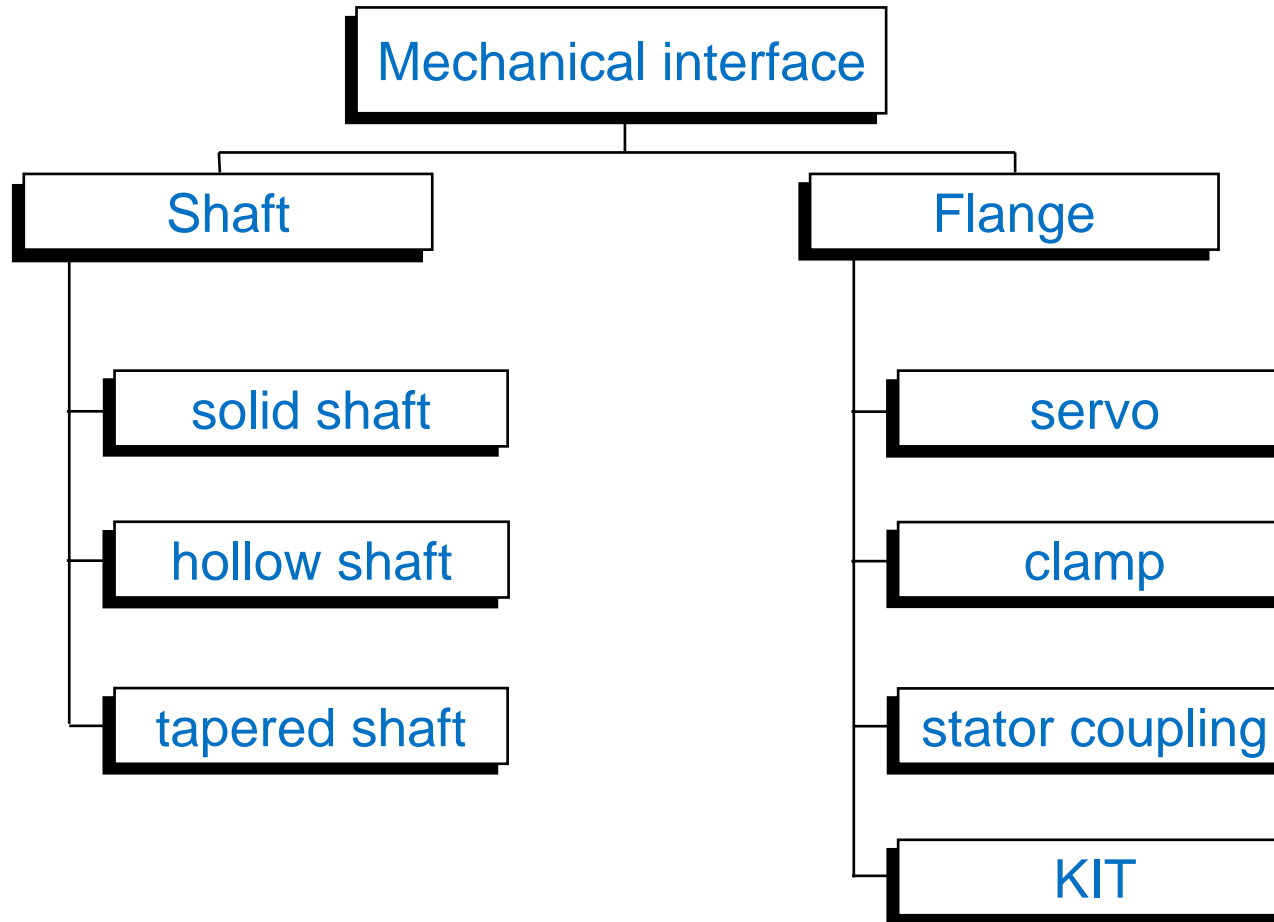 Mechanical interface
Shaft
Flange
solid shaft
servo
hollow shaft
clamp
tapered shaft
stator coupling
KIT